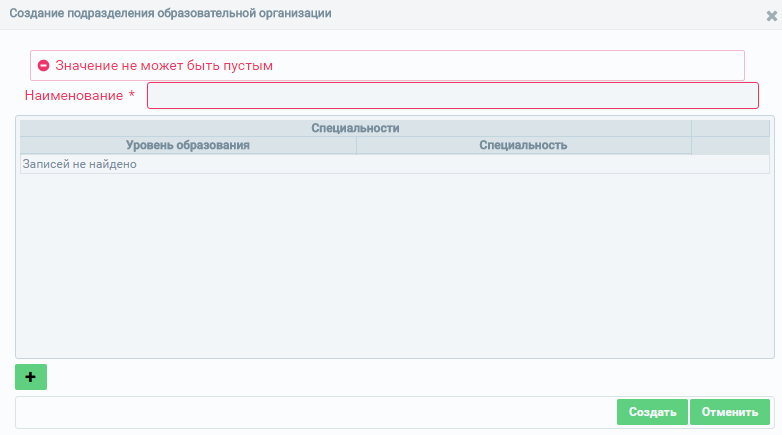 Создание подразделения образовательной организации
Значение не может быть пустым
Наименование *
Специальности
Уровень образования Специальность
Записей не найдено
Создать Отменить